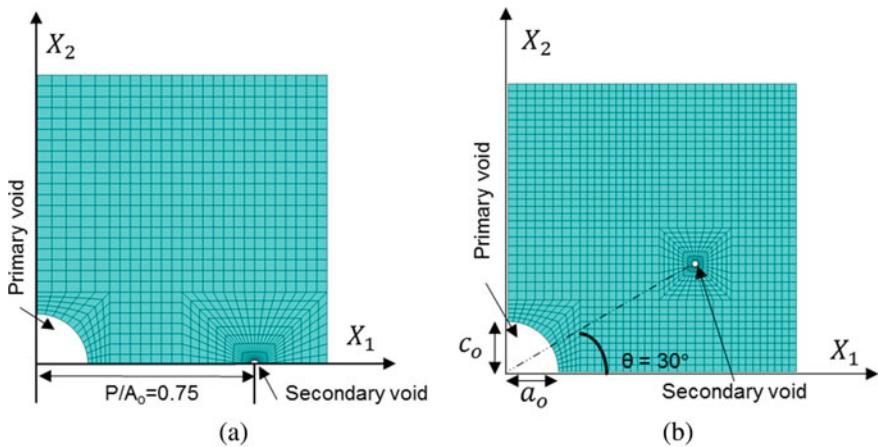 X₂
Primary void
X₁
P/Aₒ=0.75
Secondary void
(a)
X₂
Primary void
cₒ
aₒ
θ = 30°
X₁
Secondary void
(b)